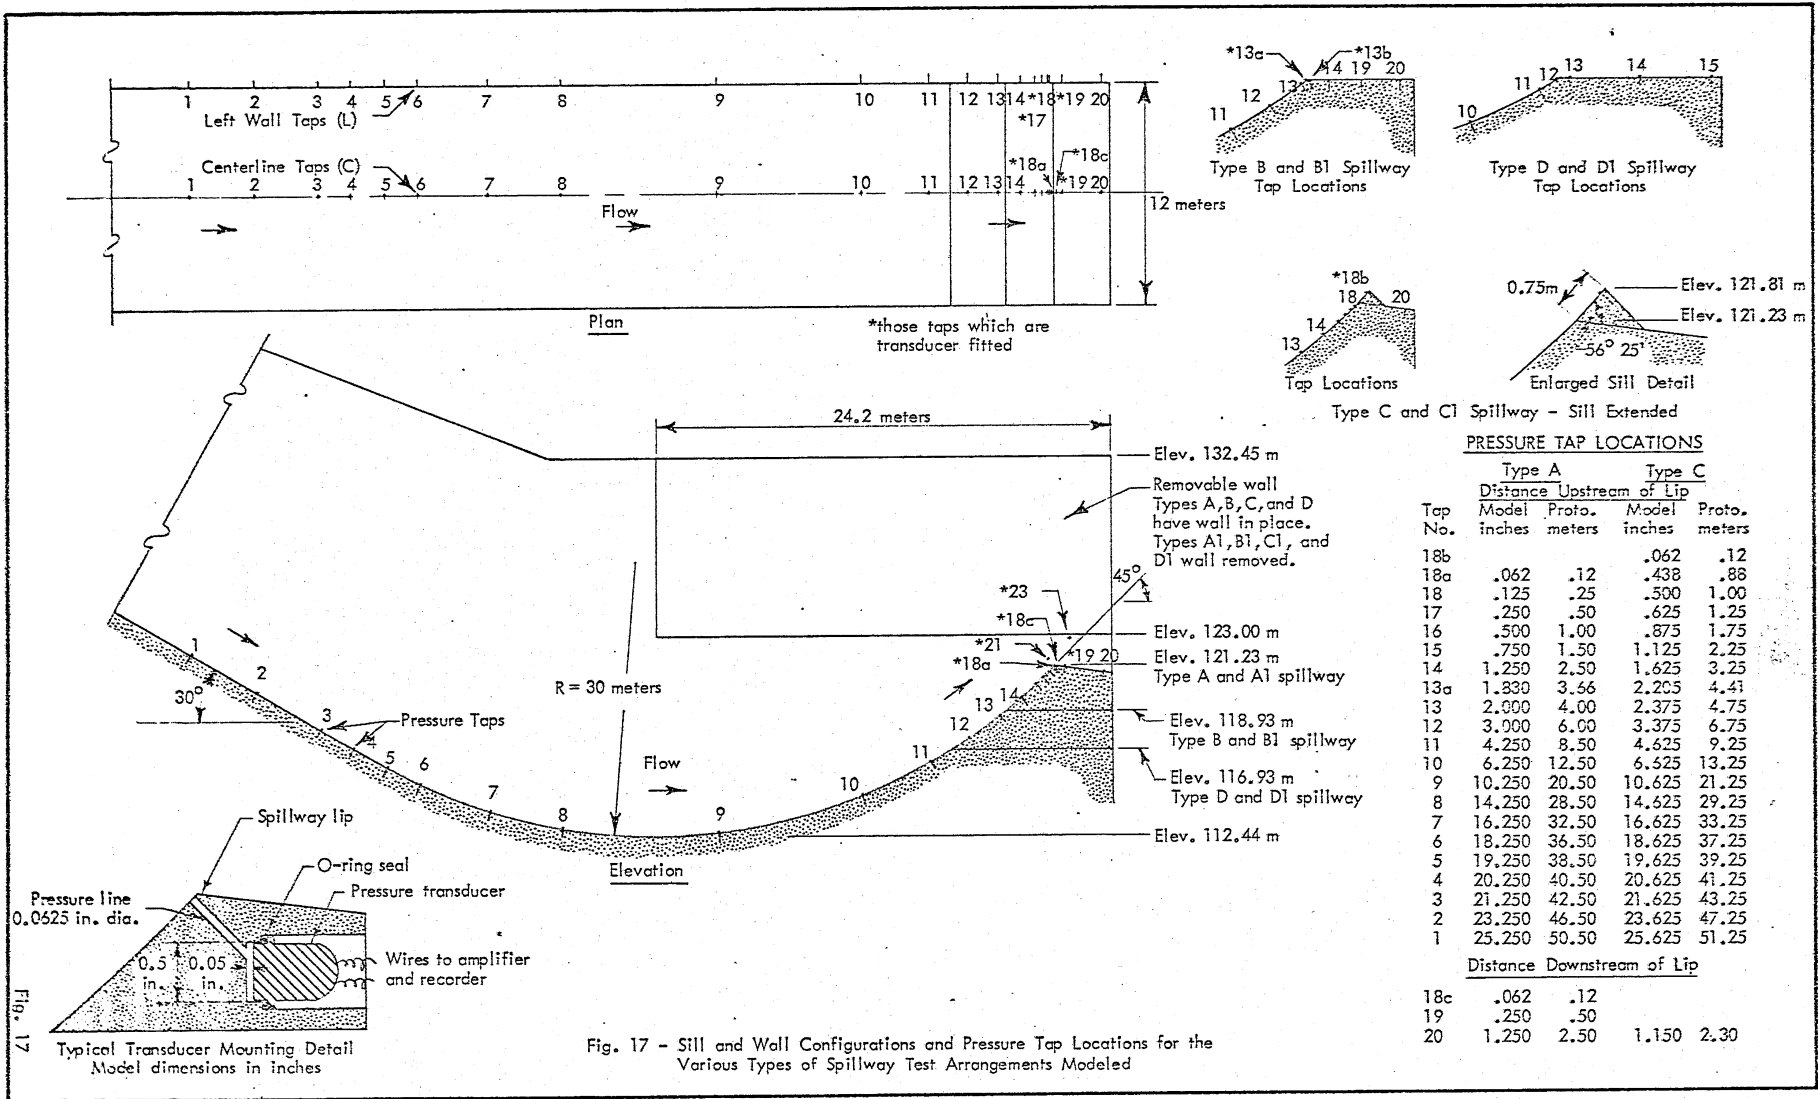 1 2 3 4 5 6 7 8 9 10 11 12 13 14 *18 *19 20
Left Wall Taps (L)
*17
Centerline Taps (C)
*18a
*18c
1 2 3 4 5 6 7 8 9 10 11 12 13 14 *19 20
Flow
12 meters
Plan
*those taps which are
transducer fitted
*13a
*13b
11 12 13 14 19 20
Type B and B1 Spillway
Tap Locations
10 11 12 13 14 15
Type D and D1 Spillway
Tap Locations
*18b
13 14 18 20
Tap Locations
0.75m
Elev. 121.81 m
Elev. 121.23 m
56° 25'
Enlarged Sill Detail
Type C and C1 Spillway - Sill Extended
24.2 meters
Elev. 132.45 m
Removable wall
Types A,B,C, and D
have wall in place.
Types A1,B1,C1, and
D1 wall removed.
45°
*23
*18c
*21
*18a
*19 20
Elev. 123.00 m
Elev. 121.23 m
Type A and A1 spillway
Elev. 118.93 m
Type B and B1 spillway
Elev. 116.93 m
Type D and D1 spillway
Elev. 112.44 m
R = 30 meters
30°
Pressure Taps
Flow
1 2 3 4 5 6 7 8 9 10 11 12 13 14
Elevation
Spillway lip
O-ring seal
Pressure transducer
Pressure line
0.0625 in. dia.
0.5
in.
0.05
in.
Wires to amplifier
and recorder
Typical Transducer Mounting Detail
Model dimensions in inches
PRESSURE TAP LOCATIONS
Type A Type C
Distance Upstream of Lip
Tap Model Proto. Model Proto.
No. inches meters inches meters
18b .062 .12
18a .062 .12 .438 .88
18 .125 .25 .500 1.00
17 .250 .50 .625 1.25
16 .500 1.00 .875 1.75
15 .750 1.50 1.125 2.25
14 1.250 2.50 1.625 3.25
13a 1.830 3.66 2.205 4.41
13 2.000 4.00 2.375 4.75
12 3.000 6.00 3.375 6.75
11 4.250 8.50 4.625 9.25
10 6.250 12.50 6.625 13.25
9 10.250 20.50 10.625 21.25
8 14.250 28.50 14.625 29.25
7 16.250 32.50 16.625 33.25
6 18.250 36.50 18.625 37.25
5 19.250 38.50 19.625 39.25
4 20.250 40.50 20.625 41.25
3 21.250 42.50 21.625 43.25
2 23.250 46.50 23.625 47.25
1 25.250 50.50 25.625 51.25
Distance Downstream of Lip
18c .062 .12
19 .250 .50
20 1.250 2.50 1.150 2.30
Fig. 17 - Sill and Wall Configurations and Pressure Tap Locations for the
Various Types of Spillway Test Arrangements Modeled
Fig. 17